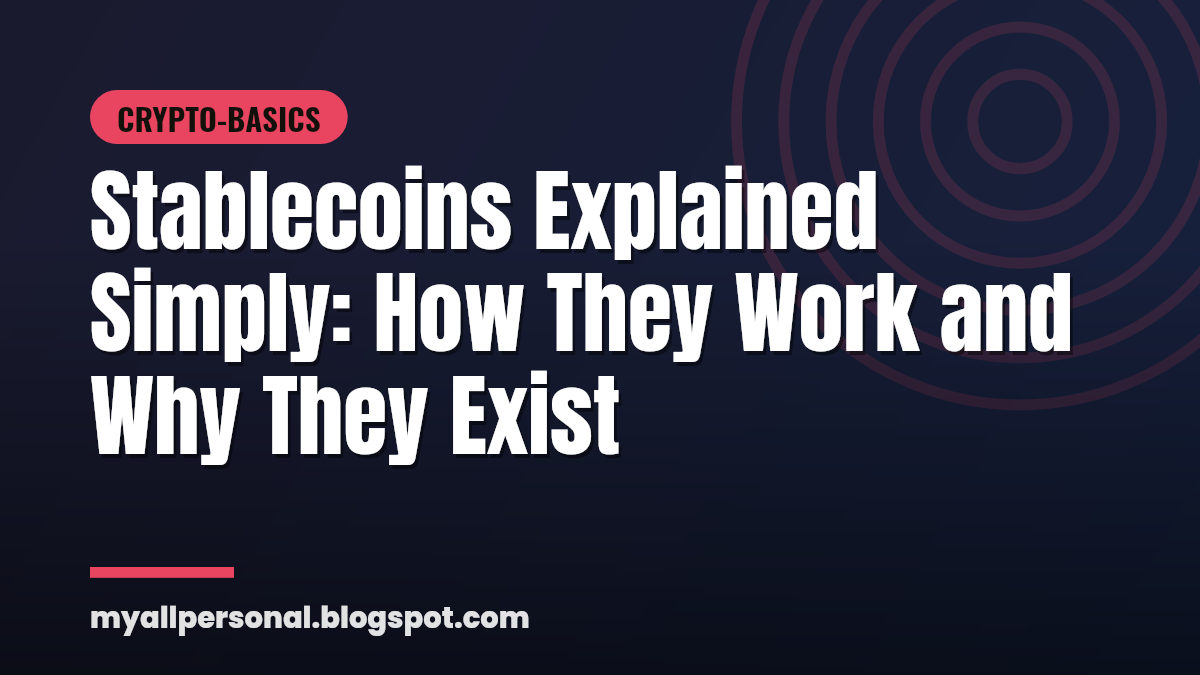 CRYPTO-BASICS
Stablecoins Explained
Simply: How They Work and
Why They Exist
myallpersonal.blogspot.com